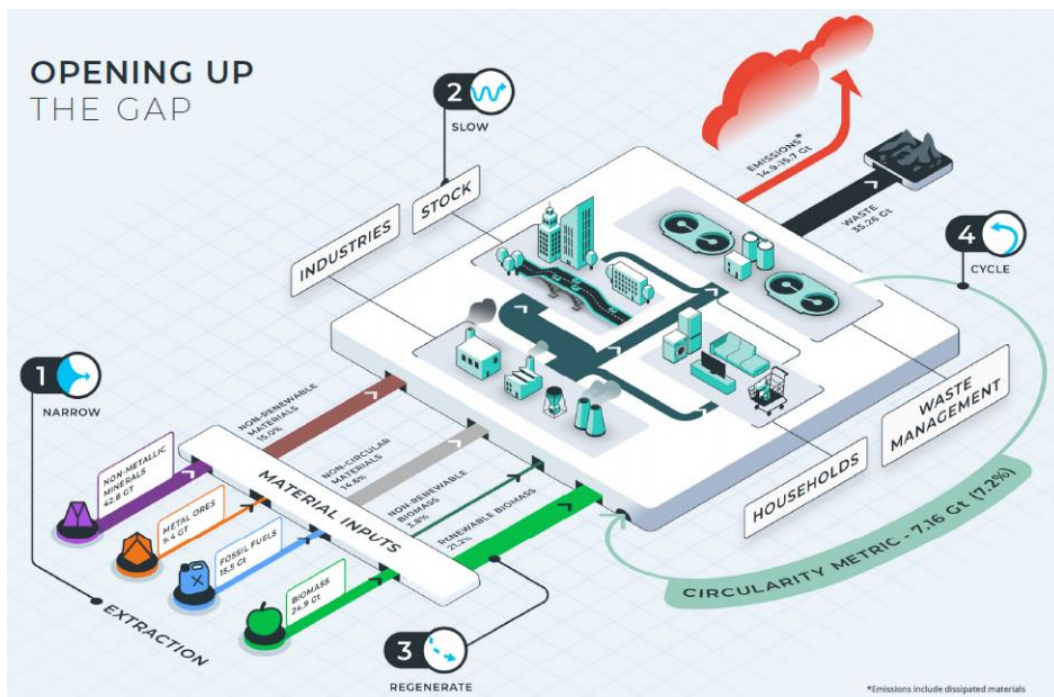 OPENING UP
THE GAP
2
SLOW
STOCK
INDUSTRIES
EMISSIONS*
14.9-15.7 Gt
WASTE
35.26 Gt
4
CYCLE
1
NARROW
NON-RENEWABLE
MATERIALS
15.0%
NON-CIRCULAR
MATERIALS
14.6%
NON-RENEWABLE
BIOMASS
3.8%
RENEWABLE BIOMASS
21.2%
MATERIAL INPUTS
NON-METALLIC
MINERALS
42.8 GT
METAL ORES
9.4 GT
FOSSIL FUELS
15.5 Gt
BIOMASS
24.9 Gt
EXTRACTION
3
REGENERATE
WASTE
MANAGEMENT
HOUSEHOLDS
CIRCULARITY METRIC - 7.16 Gt (7.2%)
*Emissions include dissipated materials